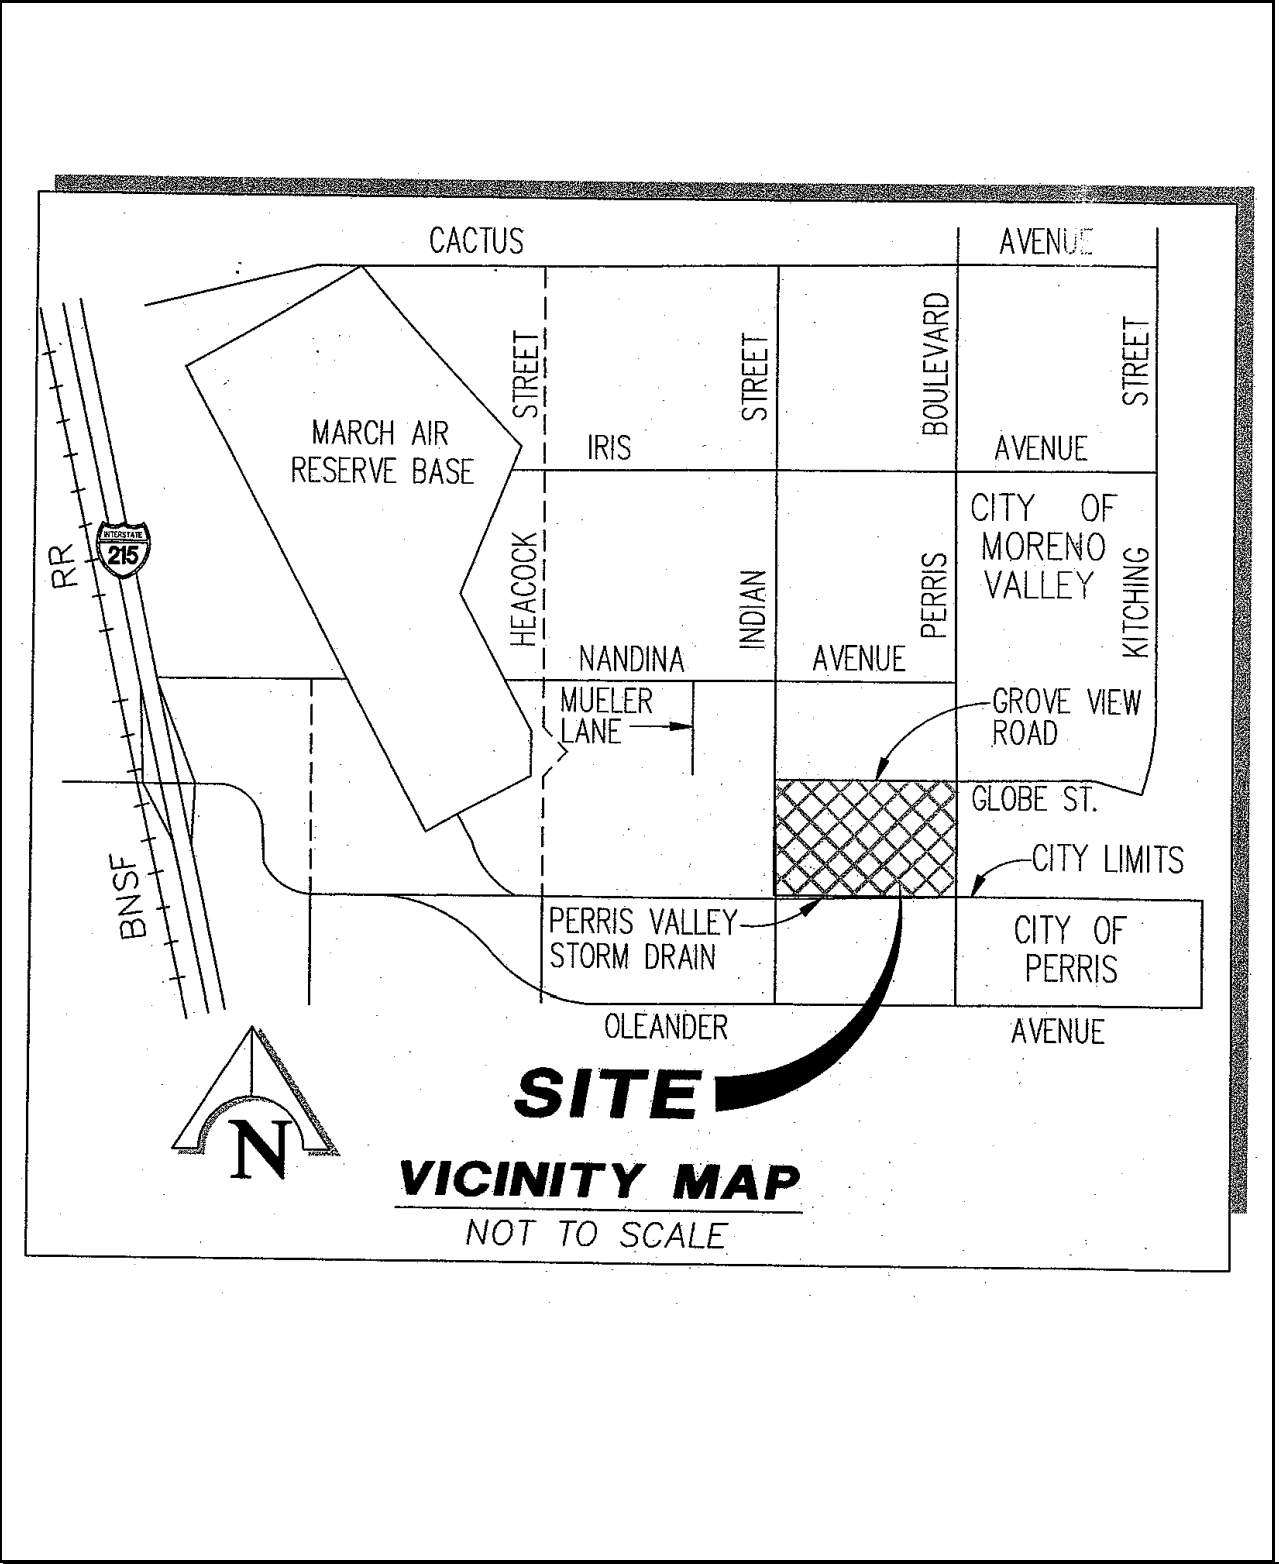 CACTUS AVENUE
STREET
STREET
BOULEVARD
STREET
MARCH AIR
RESERVE BASE
IRIS AVENUE
CITY OF
MORENO
VALLEY
INTERSTATE
215
RR
HEACOCK
INDIAN
PERRIS
KITCHING
NANDINA AVENUE
MUELER
LANE
GROVE VIEW
ROAD
GLOBE ST.
CITY LIMITS
BNSF
PERRIS VALLEY
STORM DRAIN
CITY OF
PERRIS
OLEANDER AVENUE
SITE
N
VICINITY MAP
NOT TO SCALE